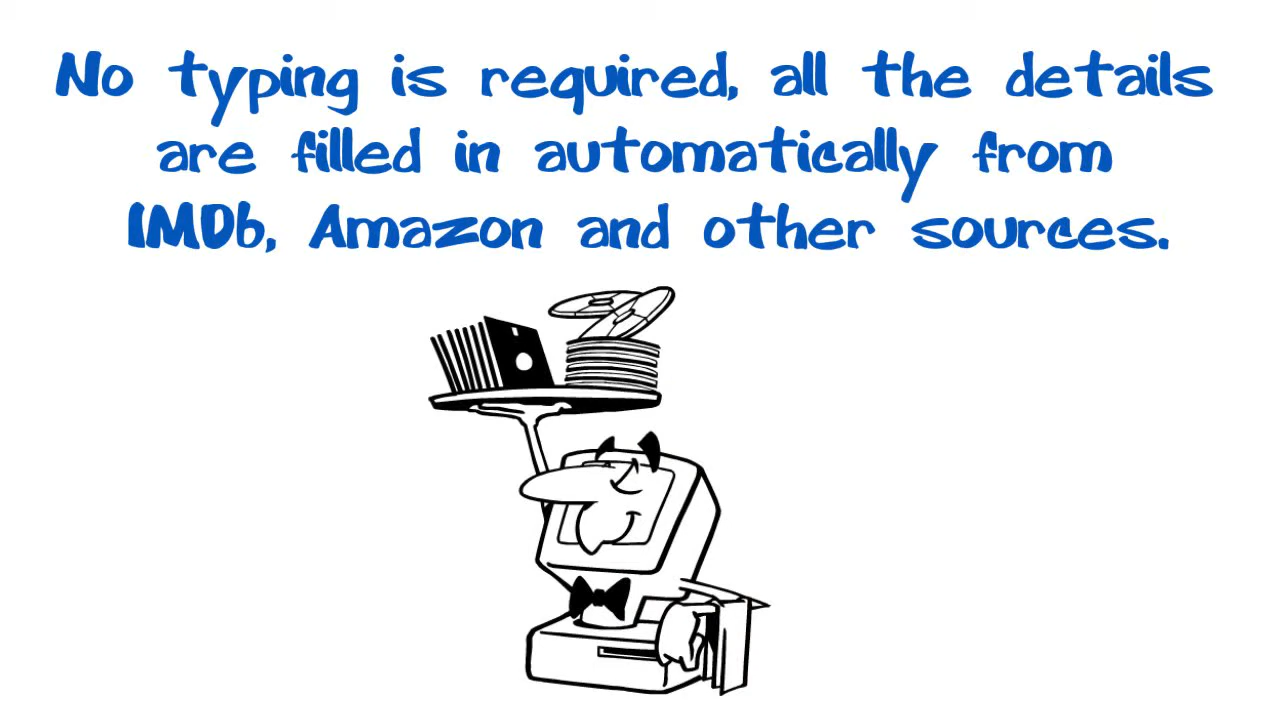 No typing is required, all the details
are filled in automatically from
IMDb, Amazon and other sources.